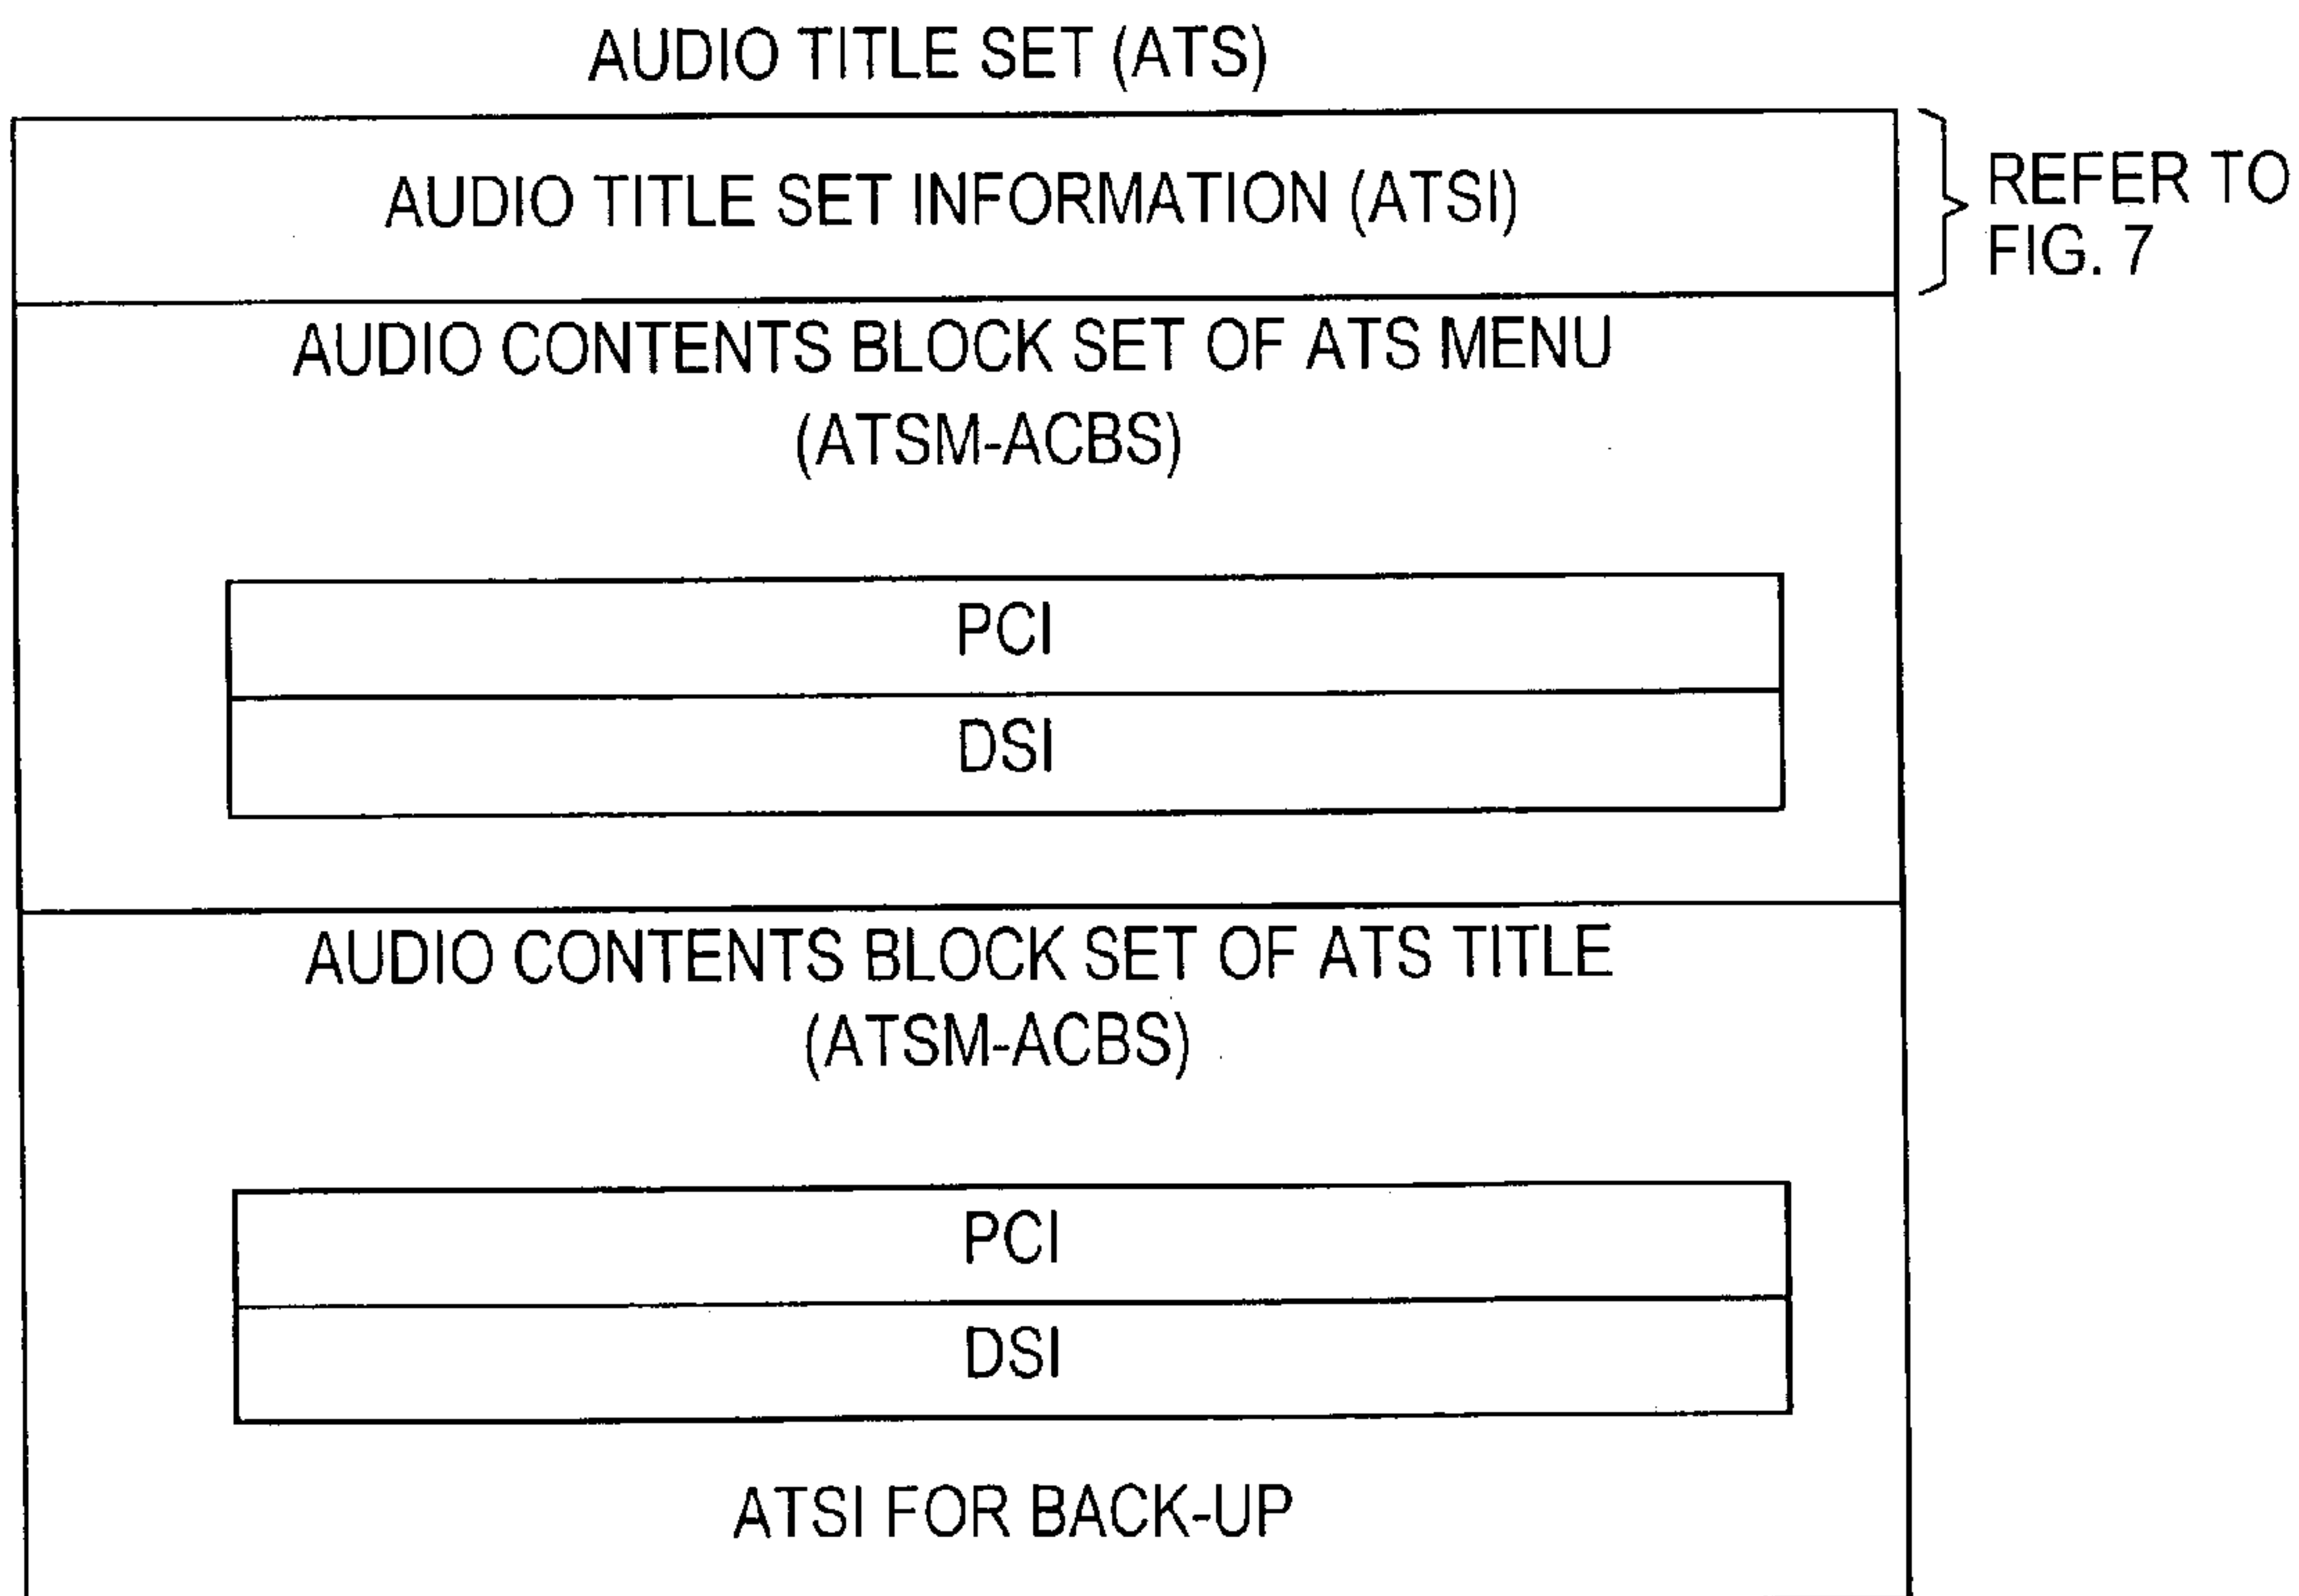 AUDIO TITLE SET (ATS)
AUDIO TITLE SET INFORMATION (ATSI)
REFER TO
FIG. 7
AUDIO CONTENTS BLOCK SET OF ATS MENU
(ATSM-ACBS)
PCI
DSI
AUDIO CONTENTS BLOCK SET OF ATS TITLE
(ATSM-ACBS)
PCI
DSI
ATSI FOR BACK-UP